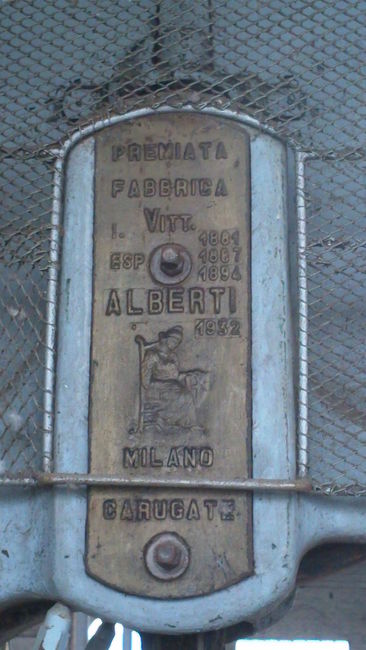 PREMIATA
FABBRICA
I. VITT.
1881
ESP 1887
1894
ALBERTI
1932
MILANO
CARUGATE